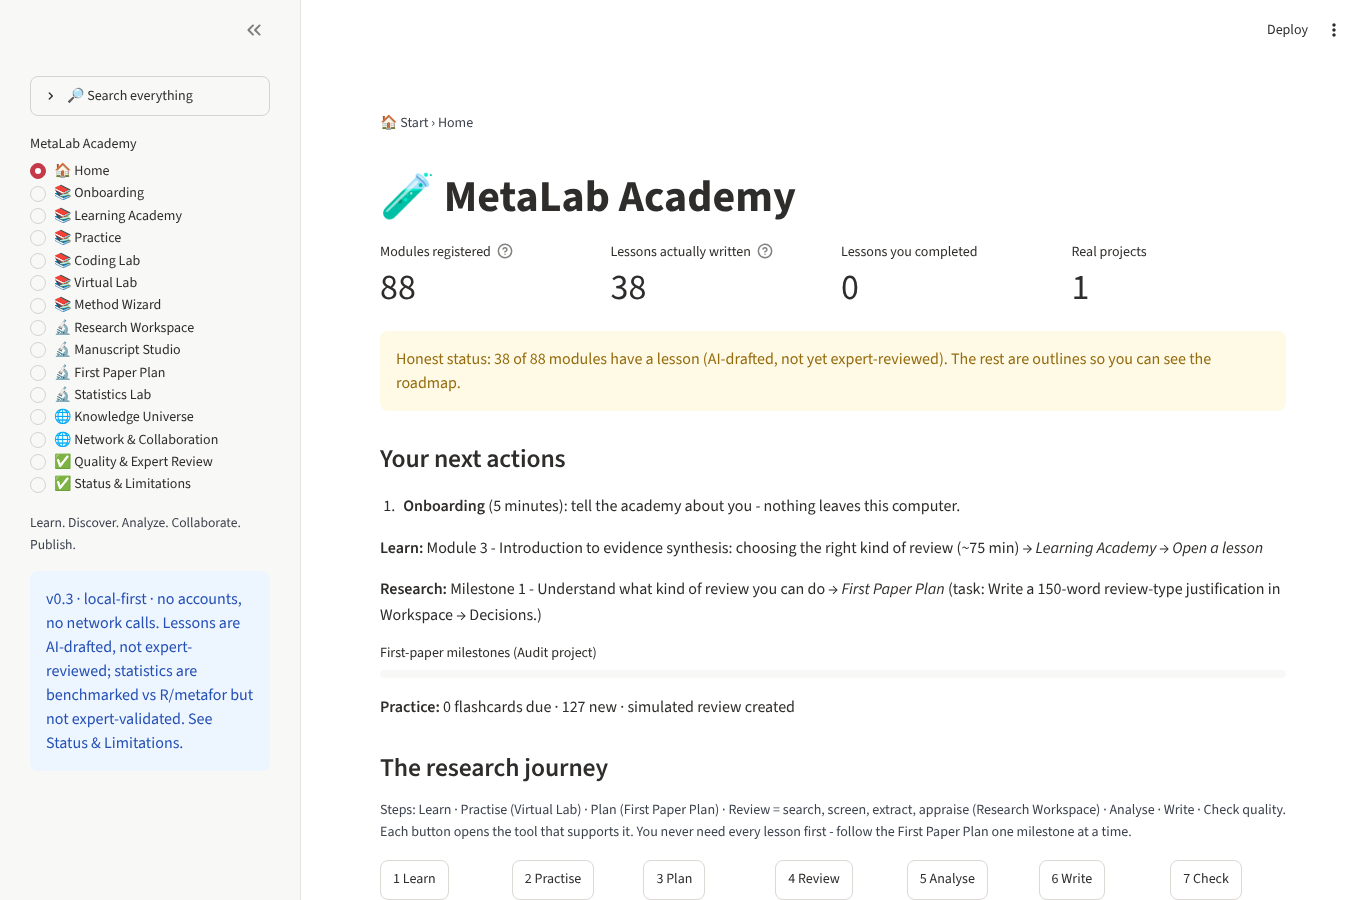 Deploy
🔎 Search everything
MetaLab Academy
🏠 Home
📚 Onboarding
📚 Learning Academy
📚 Practice
📚 Coding Lab
📚 Virtual Lab
📚 Method Wizard
🔬 Research Workspace
🔬 Manuscript Studio
🔬 First Paper Plan
🔬 Statistics Lab
🌐 Knowledge Universe
🌐 Network & Collaboration
✅ Quality & Expert Review
✅ Status & Limitations
Learn. Discover. Analyze. Collaborate.
Publish.
v0.3 · local-first · no accounts,
no network calls. Lessons are
AI-drafted, not expert-
reviewed; statistics are
benchmarked vs R/metafor but
not expert-validated. See
Status & Limitations.
🏠 Start › Home
🧪 MetaLab Academy
Modules registered
88
Lessons actually written
38
Lessons you completed
0
Real projects
1
Honest status: 38 of 88 modules have a lesson (AI-drafted, not yet expert-reviewed). The rest are outlines so you can see the
roadmap.
Your next actions
1. Onboarding (5 minutes): tell the academy about you - nothing leaves this computer.
Learn: Module 3 - Introduction to evidence synthesis: choosing the right kind of review (~75 min) → Learning Academy → Open a lesson
Research: Milestone 1 - Understand what kind of review you can do → First Paper Plan (task: Write a 150-word review-type justification in
Workspace → Decisions.)
First-paper milestones (Audit project)
Practice: 0 flashcards due · 127 new · simulated review created
The research journey
Steps: Learn · Practise (Virtual Lab) · Plan (First Paper Plan) · Review = search, screen, extract, appraise (Research Workspace) · Analyse · Write · Check quality.
Each button opens the tool that supports it. You never need every lesson first - follow the First Paper Plan one milestone at a time.
1 Learn
2 Practise
3 Plan
4 Review
5 Analyse
6 Write
7 Check